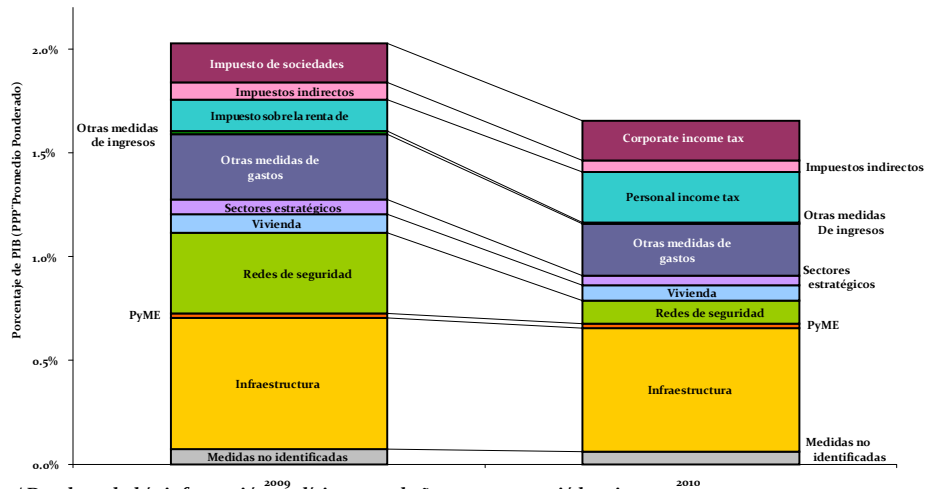 Porcentaje de PIB (PPP"Promedio Ponderado)
2.0%
1.5%
1.0%
0.5%
0.0%
Impuesto de sociedades
Impuestos indirectos
Impuesto sobre la renta de
Otras medidas
de ingresos
Otras medidas de
gastos
Sectores estratégicos
Vivienda
Redes de seguridad
PyME
Infraestructura
Medidas no identificadas
2009
Corporate income tax
Impuestos indirectos
Personal income tax
Otras medidas
De ingresos
Otras medidas de
gastos
Sectores
estratégicos
Vivienda
Redes de seguridad
PyME
Infraestructura
Medidas no
identificadas
2010